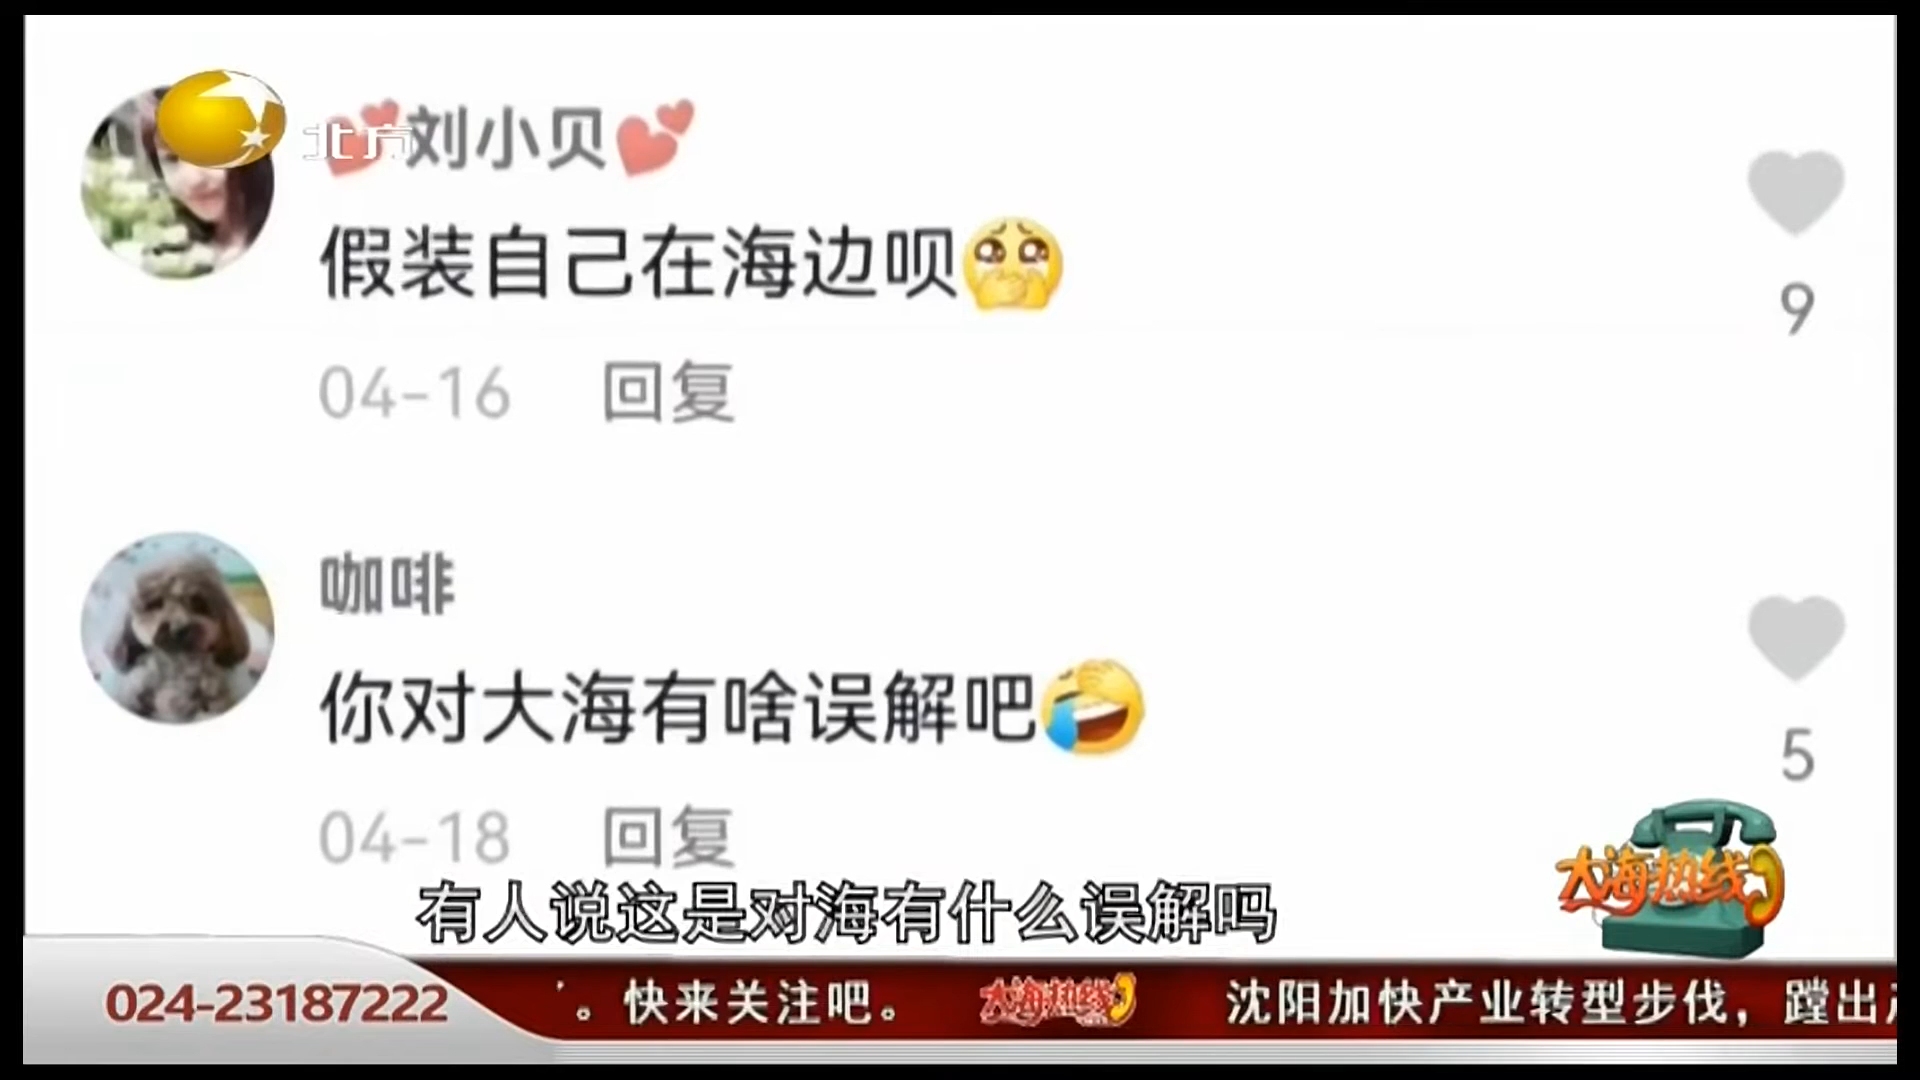 北方
💕刘小贝💕
假装自己在海边呗🥹
9
04-16 回复
咖啡
你对大海有啥误解吧🤣
5
04-18 回复
大海热线
有人说这是对海有什么误解吗
024-23187222
。快来关注吧。 大海热线 沈阳加快产业转型步伐，蹚出